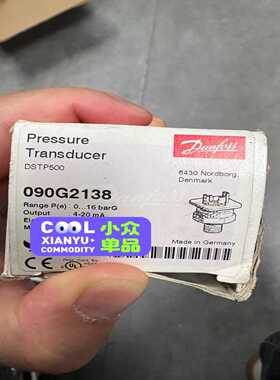 Pressure
Transducer
DSTP500
Danfoss
6430 Nordborg,
Denmark
090G2138
Range P(e) : 0...16 barG
Output 4-20 mA
COOL 小众
XIANYU 单品
COMMODITY
Made in Germany